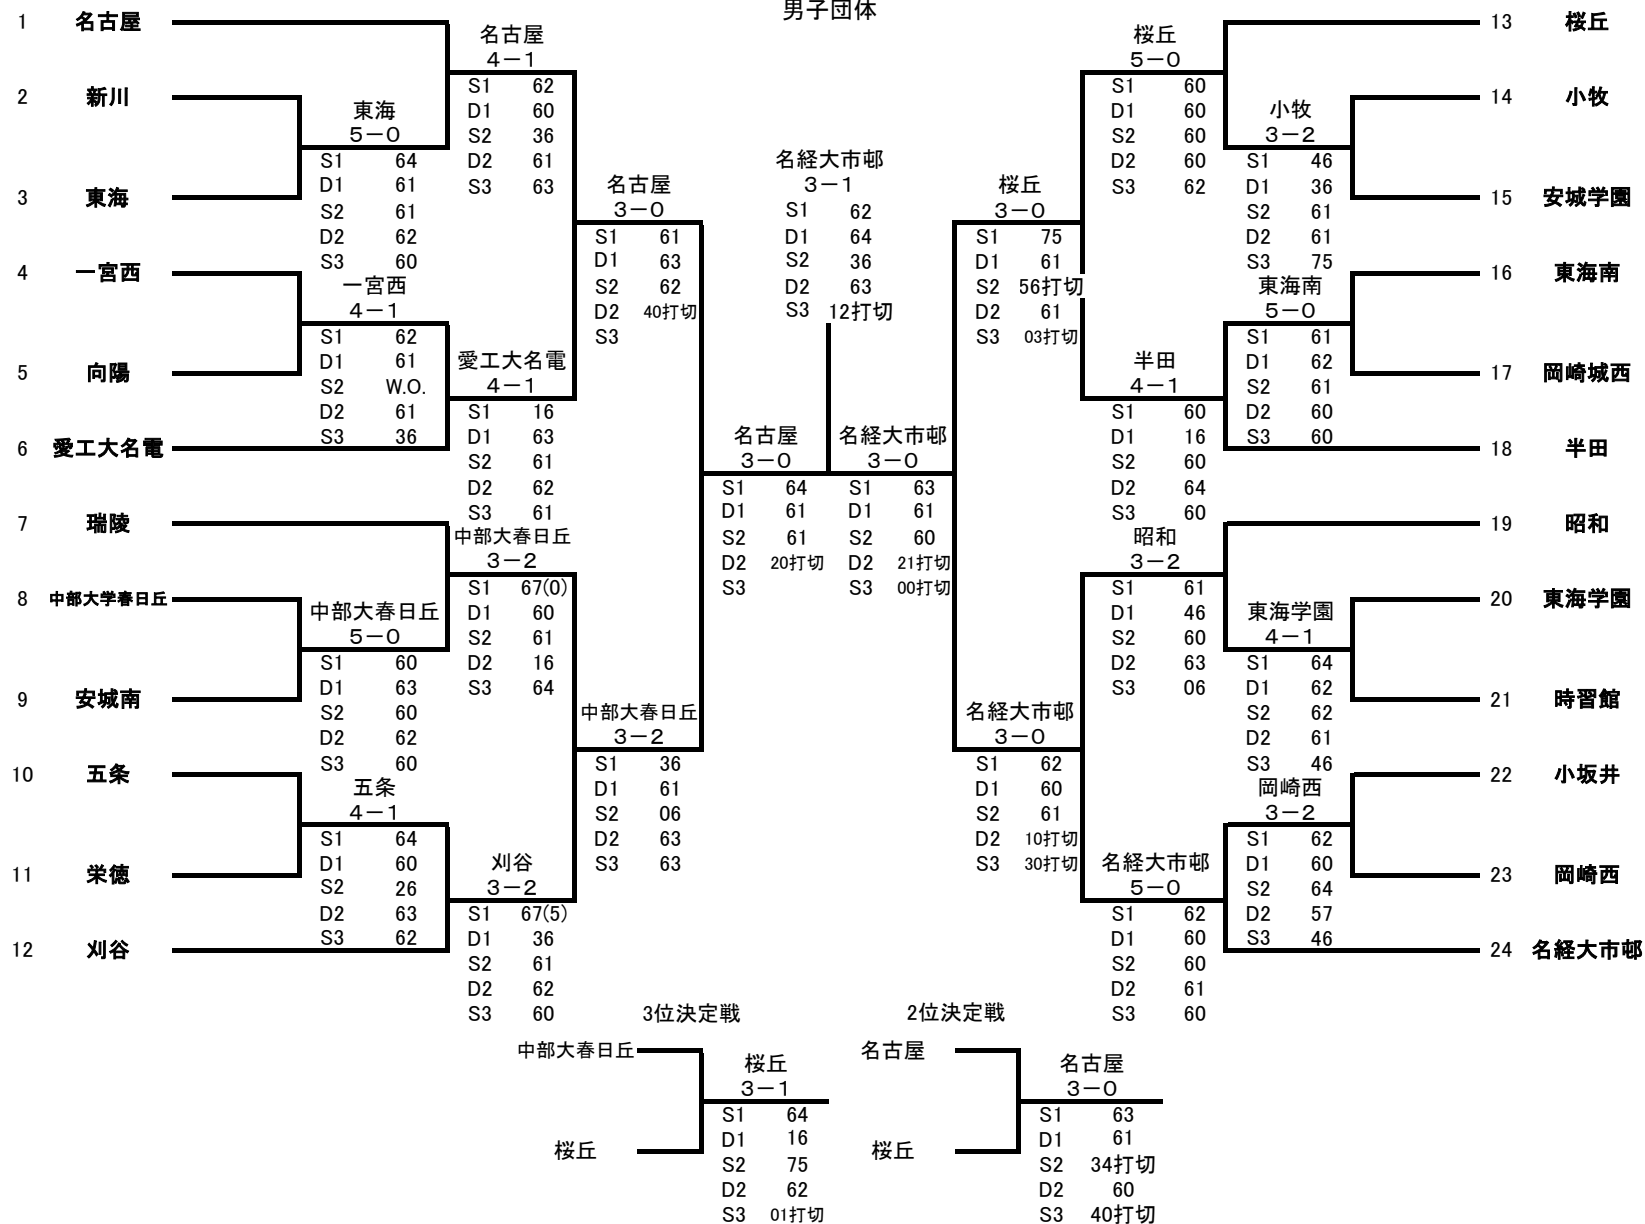 男子団体
1 名古屋
2 新川
3 東海
4 一宮西
5 向陽
6 愛工大名電
7 瑞陵
8 中部大学春日丘
9 安城南
10 五条
11 栄徳
12 刈谷
東海
5－0
S1 64
D1 61
S2 61
D2 62
S3 60
一宮西
4－1
S1 62
D1 61
S2 W.O.
D2 61
S3 36
中部大春日丘
5－0
S1 60
D1 63
S2 60
D2 62
S3 60
五条
4－1
S1 64
D1 60
S2 26
D2 63
S3 62
名古屋
4－1
S1 62
D1 60
S2 36
D2 61
S3 63
愛工大名電
4－1
S1 16
D1 63
S2 61
D2 62
S3 61
中部大春日丘
3－2
S1 67(0)
D1 60
S2 61
D2 16
S3 64
刈谷
3－2
S1 67(5)
D1 36
S2 61
D2 62
S3 60
名古屋
3－0
S1 61
D1 63
S2 62
D2 40打切
S3
中部大春日丘
3－2
S1 36
D1 61
S2 06
D2 63
S3 63
名古屋
3－0
S1 64
D1 61
S2 61
D2 20打切
S3
名経大市邨
3－1
S1 62
D1 64
S2 36
D2 63
S3 12打切
名経大市邨
3－0
S1 63
D1 61
S2 60
D2 21打切
S3 00打切
桜丘
3－0
S1 75
D1 61
S2 56打切
D2 61
S3 03打切
名経大市邨
3－0
S1 62
D1 60
S2 61
D2 10打切
S3 30打切
桜丘
5－0
S1 60
D1 60
S2 60
D2 60
S3 62
半田
4－1
S1 60
D1 16
S2 60
D2 64
S3 60
昭和
3－2
S1 61
D1 46
S2 60
D2 63
S3 06
名経大市邨
5－0
S1 62
D1 60
S2 60
D2 61
S3 60
小牧
3－2
S1 46
D1 36
S2 61
D2 61
S3 75
東海南
5－0
S1 61
D1 62
S2 61
D2 60
S3 60
東海学園
4－1
S1 64
D1 62
S2 62
D2 61
S3 46
岡崎西
3－2
S1 62
D1 60
S2 64
D2 57
S3 46
13 桜丘
14 小牧
15 安城学園
16 東海南
17 岡崎城西
18 半田
19 昭和
20 東海学園
21 時習館
22 小坂井
23 岡崎西
24 名経大市邨
3位決定戦
中部大春日丘
桜丘
桜丘
3－1
S1 64
D1 16
S2 75
D2 62
S3 01打切
2位決定戦
名古屋
桜丘
名古屋
3－0
S1 63
D1 61
S2 34打切
D2 60
S3 40打切